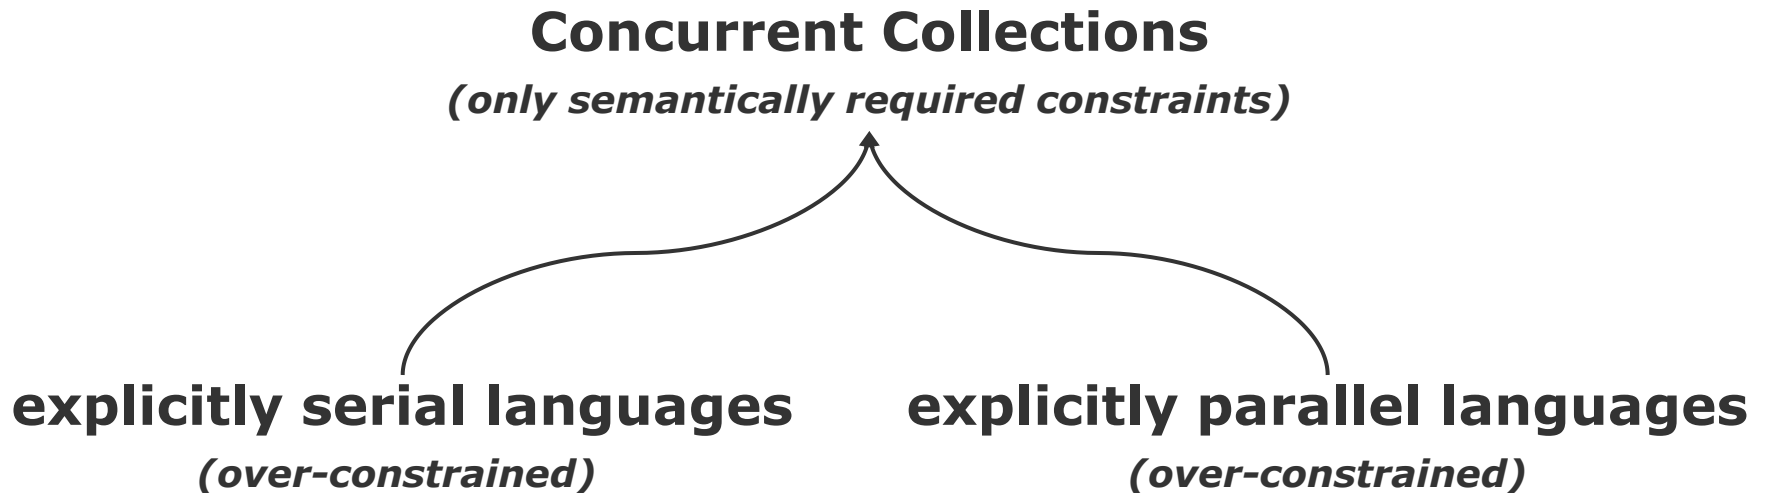 Concurrent Collections
(only semantically required constraints)
explicitly serial languages
(over-constrained)
explicitly parallel languages
(over-constrained)